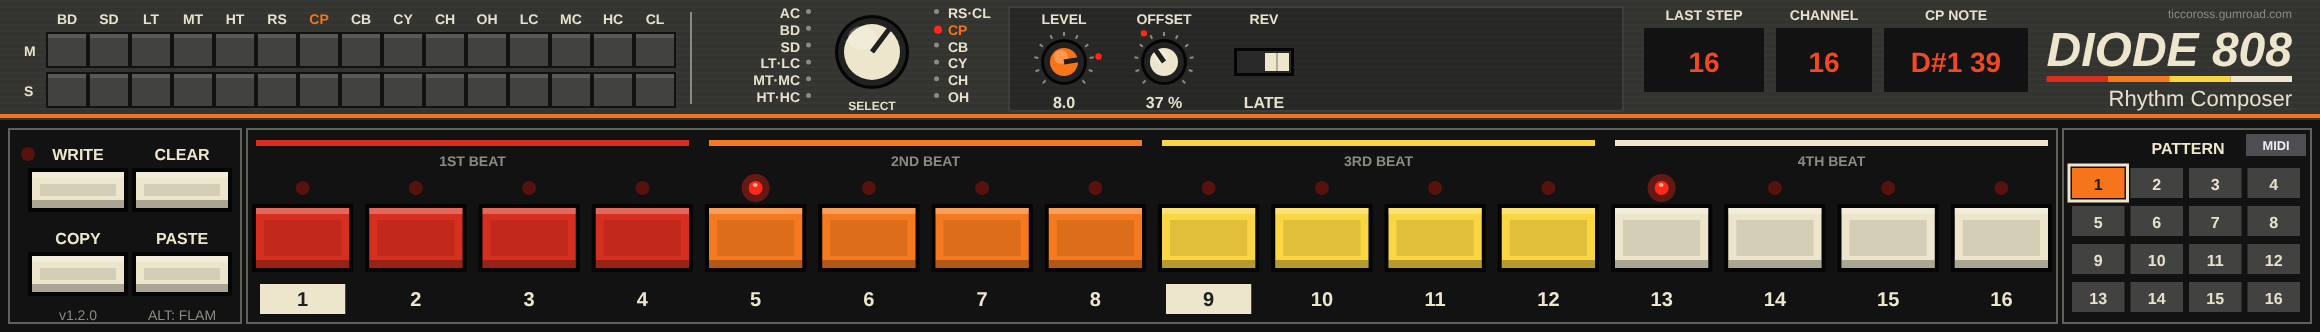 BD SD LT MT HT RS CP CB CY CH OH LC MC HC CL
M
S
AC
BD
SD
LT·LC
MT·MC
HT·HC
SELECT
RS·CL
CP
CB
CY
CH
OH
LEVEL OFFSET REV
8.0 37 % LATE
LAST STEP CHANNEL CP NOTE
16 16 D#1 39
ticcoross.gumroad.com
DIODE 808
Rhythm Composer
WRITE CLEAR
COPY PASTE
v1.2.0 ALT: FLAM
1ST BEAT 2ND BEAT 3RD BEAT 4TH BEAT
1 2 3 4 5 6 7 8 9 10 11 12 13 14 15 16
PATTERN MIDI
1 2 3 4
5 6 7 8
9 10 11 12
13 14 15 16